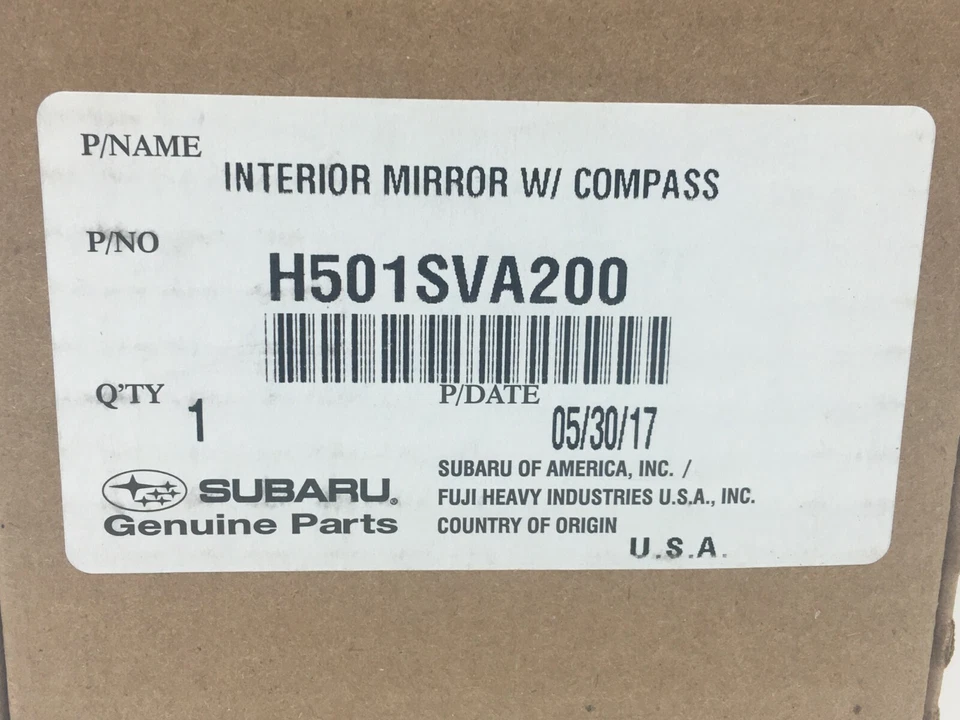 P/NAME
INTERIOR MIRROR W/ COMPASS
P/NO
H501SVA200
Q'TY 1
P/DATE
05/30/17
SUBARU®
Genuine Parts
SUBARU OF AMERICA, INC. /
FUJI HEAVY INDUSTRIES U.S.A., INC.
COUNTRY OF ORIGIN
U.S.A.